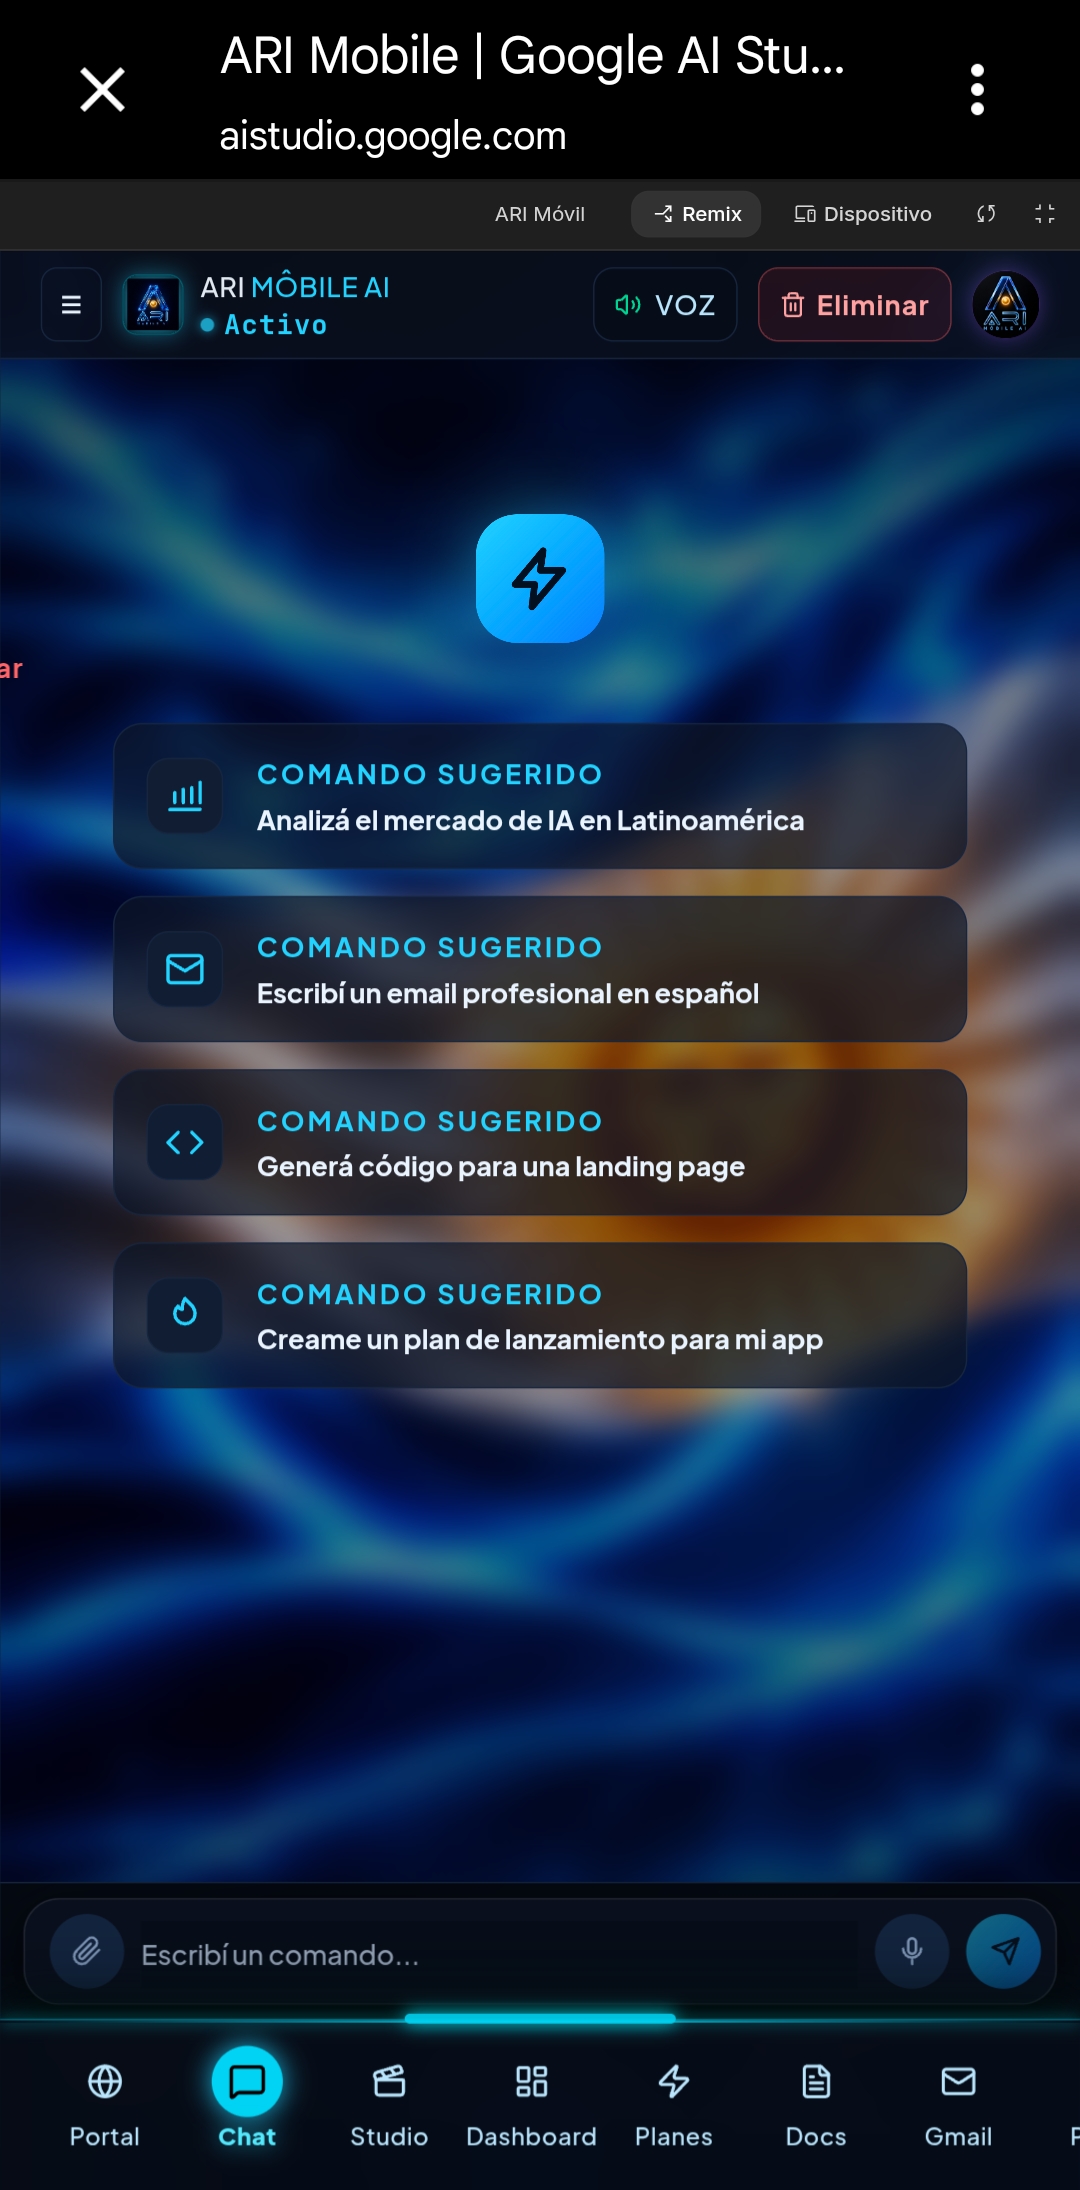 ARI Mobile | Google AI Stu...
aistudio.google.com
ARI Móvil
Remix
Dispositivo
ARI MÔBILE AI
Activo
VOZ
Eliminar
ARI
MÔBILE AI
ar
COMANDO SUGERIDO
Analizá el mercado de IA en Latinoamérica
COMANDO SUGERIDO
Escribí un email profesional en español
COMANDO SUGERIDO
Generá código para una landing page
COMANDO SUGERIDO
Creame un plan de lanzamiento para mi app
Escribí un comando...
Portal
Chat
Studio
Dashboard
Planes
Docs
Gmail